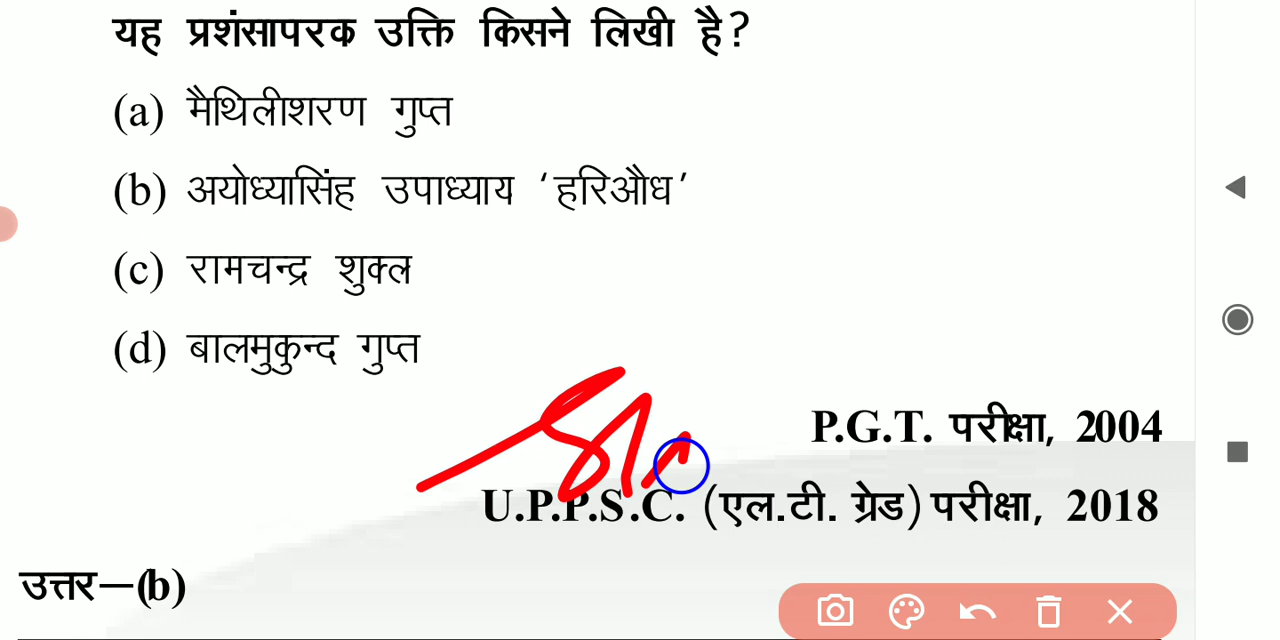 यह प्रशंसापरक उक्ति किसने लिखी है?
(a) मैथिलीशरण गुप्त
(b) अयोध्यासिंह उपाध्याय ‘हरिऔध’
(c) रामचन्द्र शुक्ल
(d) बालमुकुन्द गुप्त
P.G.T. परीक्षा, 2004
U.P.P.S.C. (एल.टी. ग्रेड) परीक्षा, 2018
उत्तर—(b)